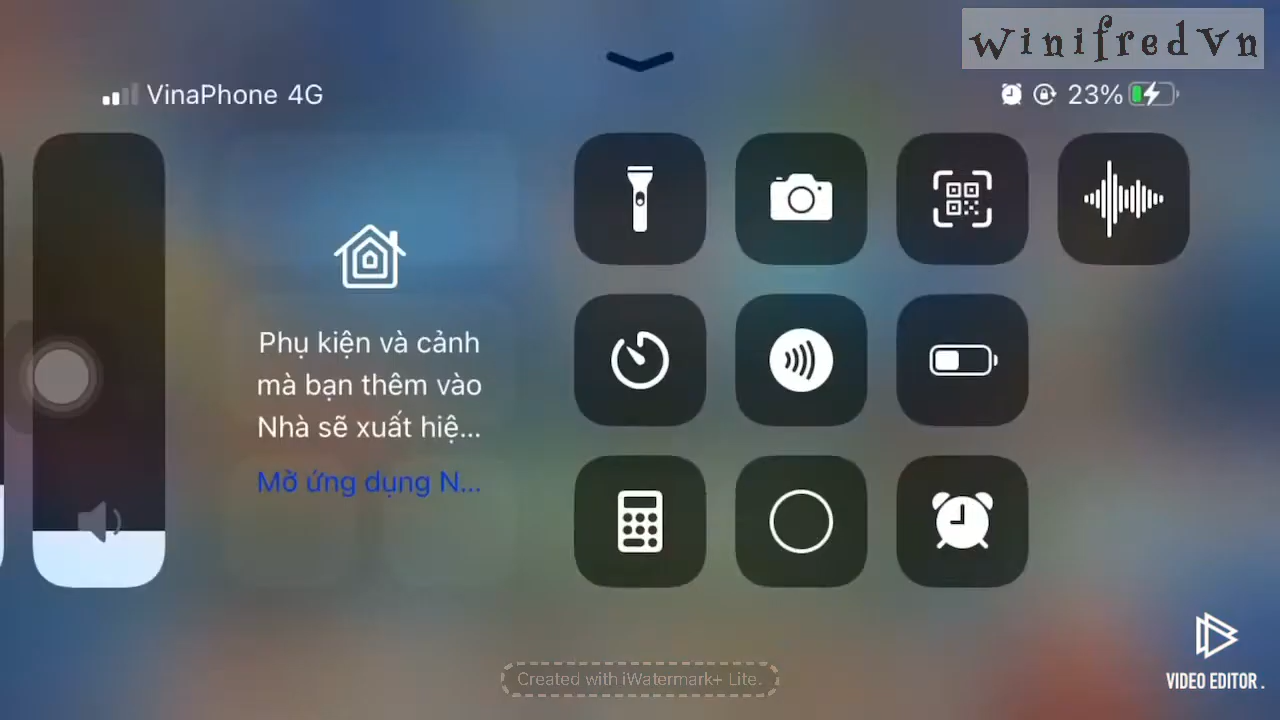 WinifredVn
VinaPhone 4G
23%
Phụ kiện và cảnh
mà bạn thêm vào
Nhà sẽ xuất hiệ...
Mở ứng dụng N...
Created with iWatermark+ Lite.
VIDEO EDITOR .